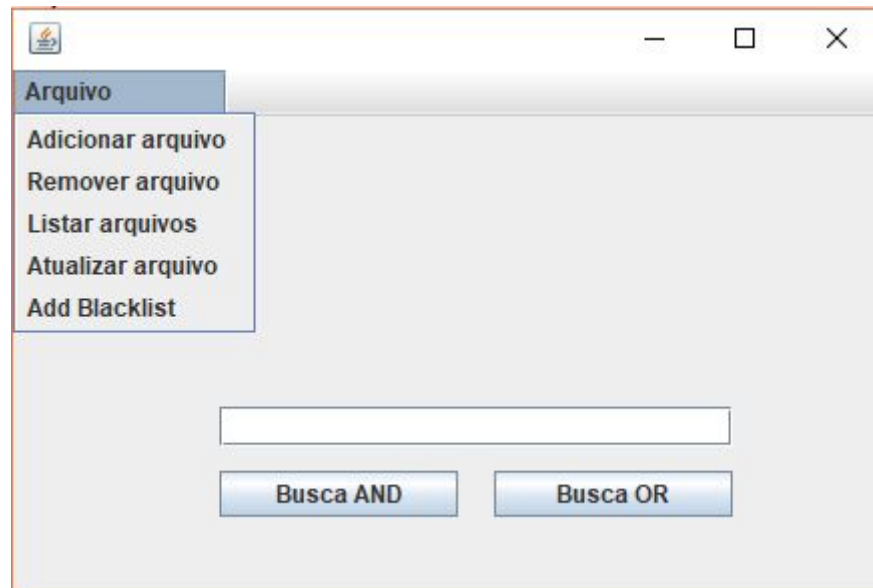 Arquivo
Adicionar arquivo
Remover arquivo
Listar arquivos
Atualizar arquivo
Add Blacklist
Busca AND
Busca OR